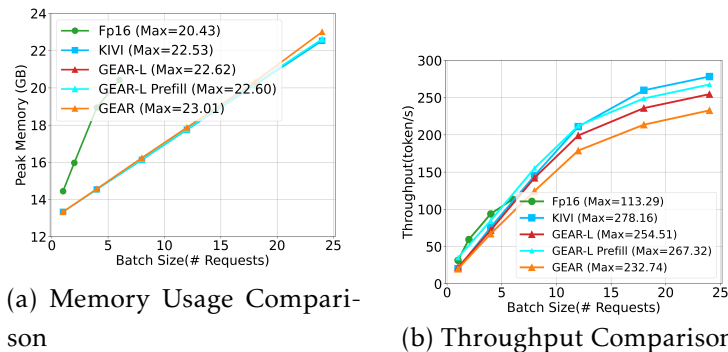 24
22
20
18
16
14
12
Peak Memory (GB)
Fp16 (Max=20.43)
KIVI (Max=22.53)
GEAR-L (Max=22.62)
GEAR-L Prefill (Max=22.60)
GEAR (Max=23.01)
0 5 10 15 20 25
Batch Size(# Requests)
(a) Memory Usage Compari-
son
300
250
200
150
100
50
0
Throughput(token/s)
Fp16 (Max=113.29)
KIVI (Max=278.16)
GEAR-L (Max=254.51)
GEAR-L Prefill (Max=267.32)
GEAR (Max=232.74)
0 5 10 15 20 25
Batch Size(# Requests)
(b) Throughput Comparison